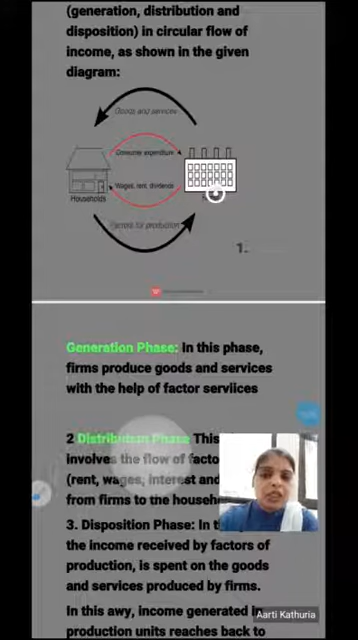 (generation, distribution and
disposition) in circular flow of
income, as shown in the given
diagram:
Goods and services
Consume expenditure
Wages, rent, dividends
Households
Factors for production
1.
Generation Phase: In this phase,
firms produce goods and services
with the help of factor serviices
2 Distribution Phase This
involves the flow of facto
(rent, wages, interest and
from firms to the househ
3. Disposition Phase: In t
the income received by factors of
production, is spent on the goods
and services produced by firms.
In this awy, income generated in
production units reaches back to
Aarti Kathuria